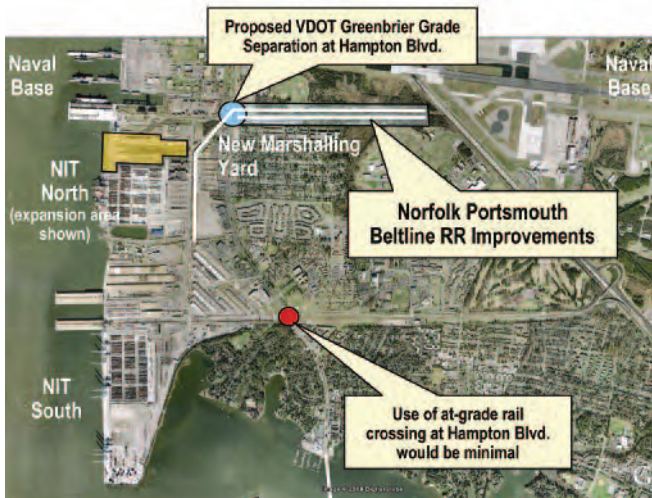 Proposed VDOT Greenbrier Grade
Separation at Hampton Blvd.
Naval
Base
Naval
Base
New Marshalling
Yard
NIT
North
(expansion area
shown)
Norfolk Portsmouth
Beltline RR Improvements
NIT
South
Use of at-grade rail
crossing at Hampton Blvd.
would be minimal